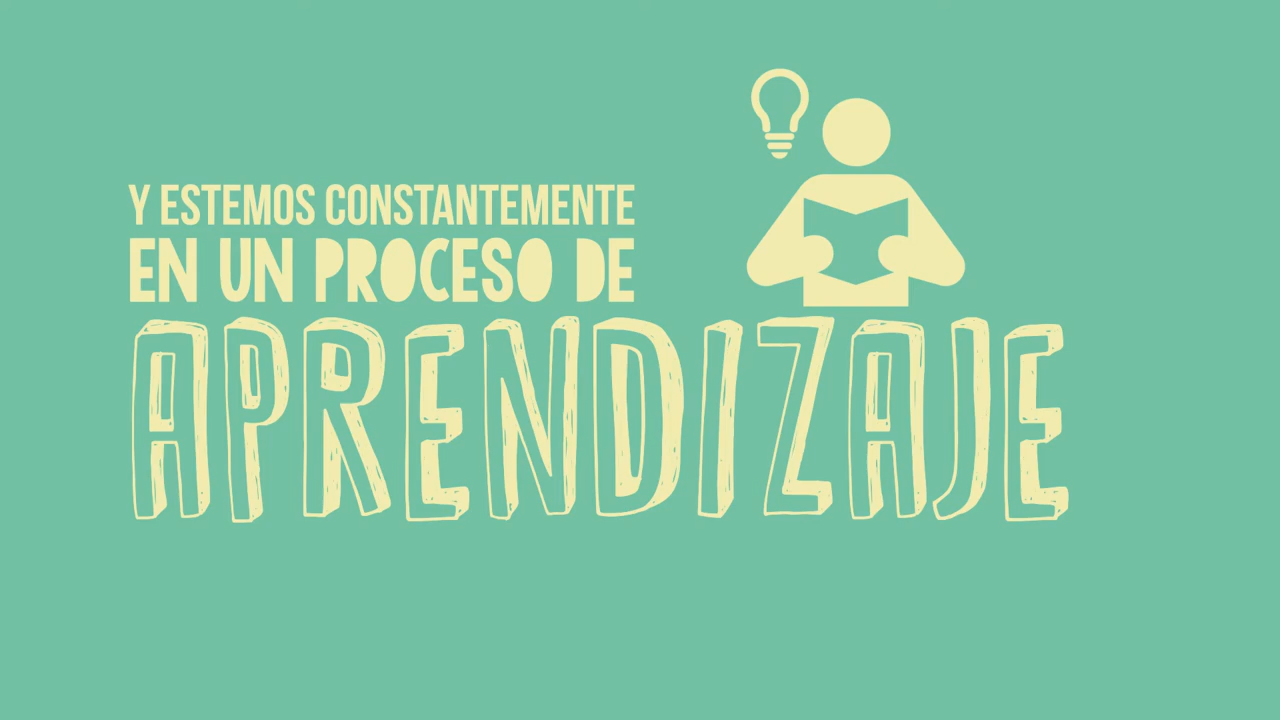 Y ESTEMOS CONSTANTEMENTE
EN UN PROCESO DE
APRENDIZAJE